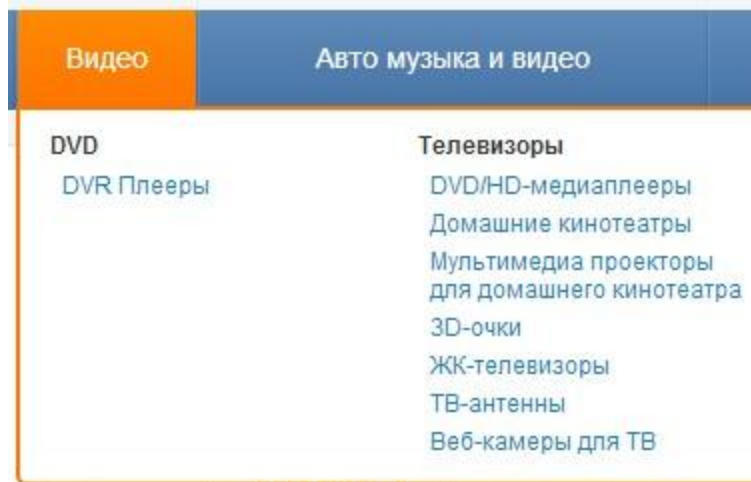 Видео
Авто музыка и видео
DVD
DVR Плееры
Телевизоры
DVD/HD-медиаплееры
Домашние кинотеатры
Мультимедиа проекторы
для домашнего кинотеатра
3D-очки
ЖК-телевизоры
ТВ-антенны
Веб-камеры для ТВ